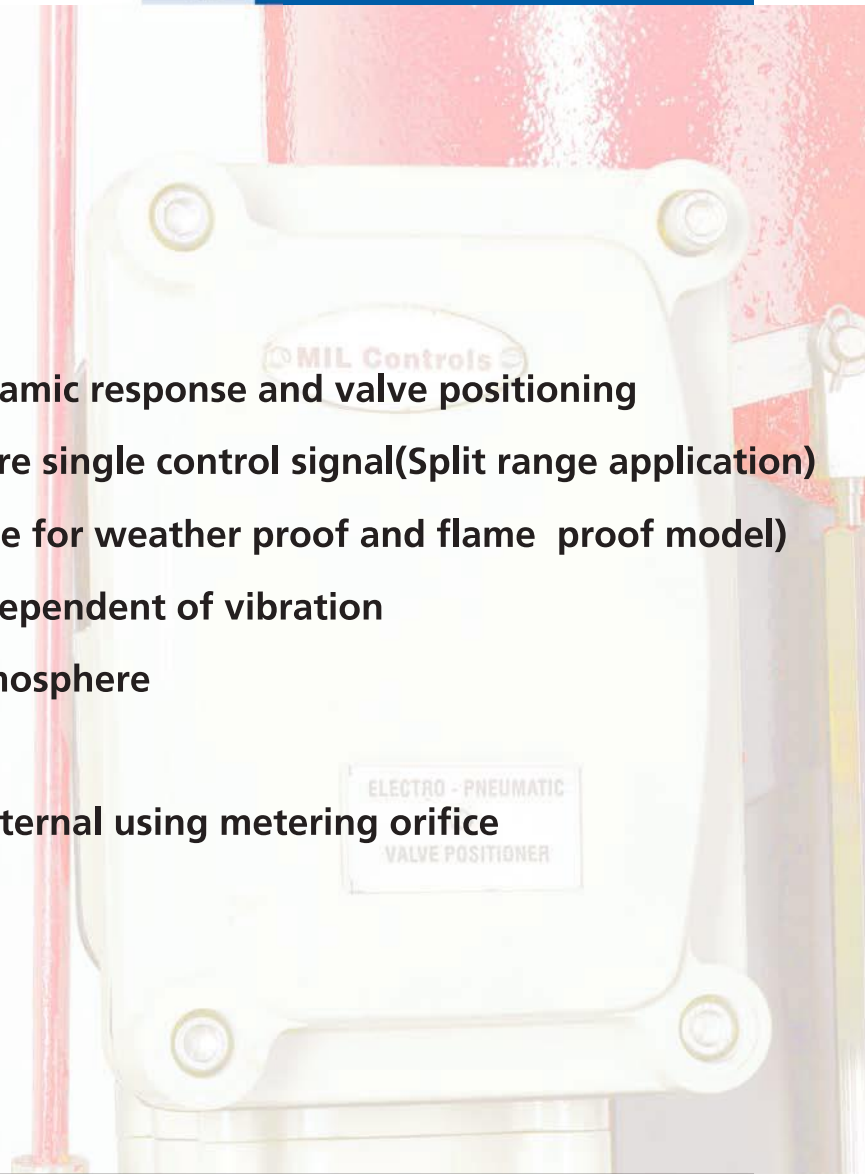 MIL Controls
amic response and valve positioning
re single control signal(Split range application)
e for weather proof and flame  proof model)
ependent of vibration
nosphere
ELECTRO - PNEUMATIC
ternal using metering orifice
VALVE POSITIONER